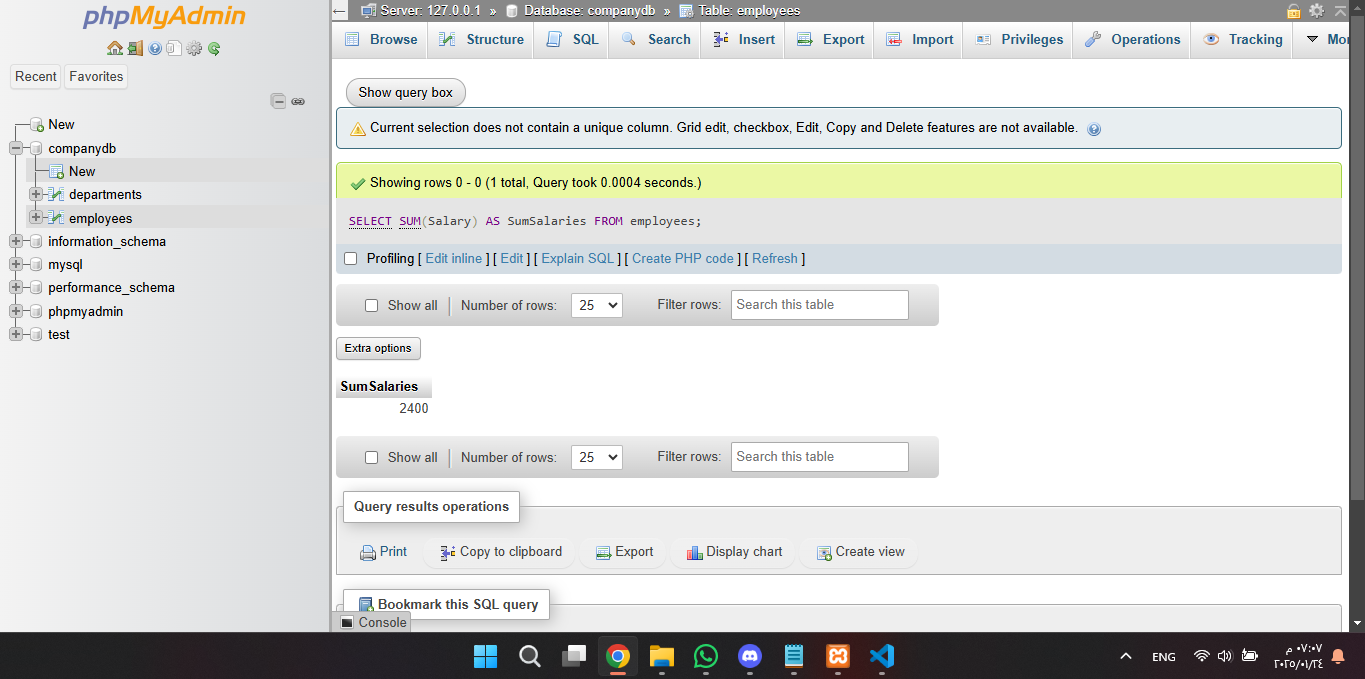 phpMyAdmin
Recent Favorites
New
companydb
New
departments
employees
information_schema
mysql
performance_schema
phpmyadmin
test
Server: 127.0.0.1 » Database: companydb » Table: employees
Browse Structure SQL Search Insert Export Import Privileges Operations Tracking Mor
Show query box
Current selection does not contain a unique column. Grid edit, checkbox, Edit, Copy and Delete features are not available.
Showing rows 0 - 0 (1 total, Query took 0.0004 seconds.)
SELECT SUM(Salary) AS SumSalaries FROM employees;
Profiling [ Edit inline ] [ Edit ] [ Explain SQL ] [ Create PHP code ] [ Refresh ]
Show all Number of rows: 25 Filter rows: Search this table
Extra options
SumSalaries
2400
Show all Number of rows: 25 Filter rows: Search this table
Query results operations
Print Copy to clipboard Export Display chart Create view
Bookmark this SQL query
Console
ENG
٠٧:٠٧ م
٢٠٢٥/٠١/٢٤